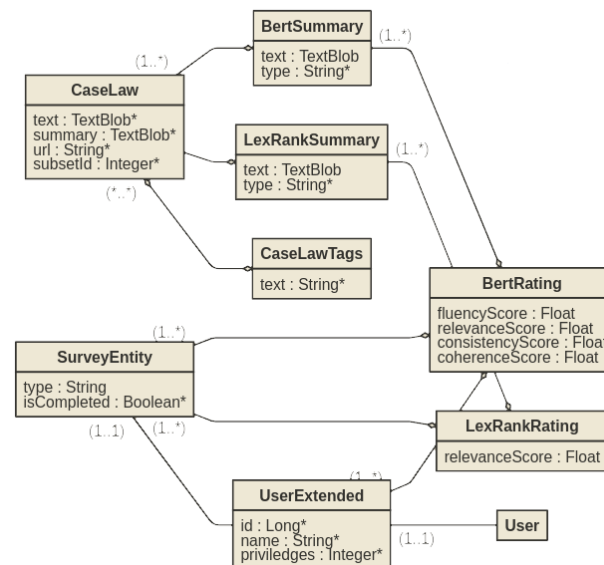 BertSummary
text : TextBlob
type : String*
(1..*)
(1..*)
CaseLaw
text : TextBlob*
summary : TextBlob*
url : String*
subsetId : Integer*
(*..*)
LexRankSummary
text : TextBlob
type : String*
(1..*)
CaseLawTags
text : String*
BertRating
fluencyScore : Float
relevanceScore : Float
consistencyScore : Float
coherenceScore : Float
(1..*)
SurveyEntity
type : String
isCompleted : Boolean*
(1..1)
(1..*)
LexRankRating
relevanceScore : Float
(1..*)
UserExtended
id : Long*
name : String*
priviledges : Integer*
(1..1)
User